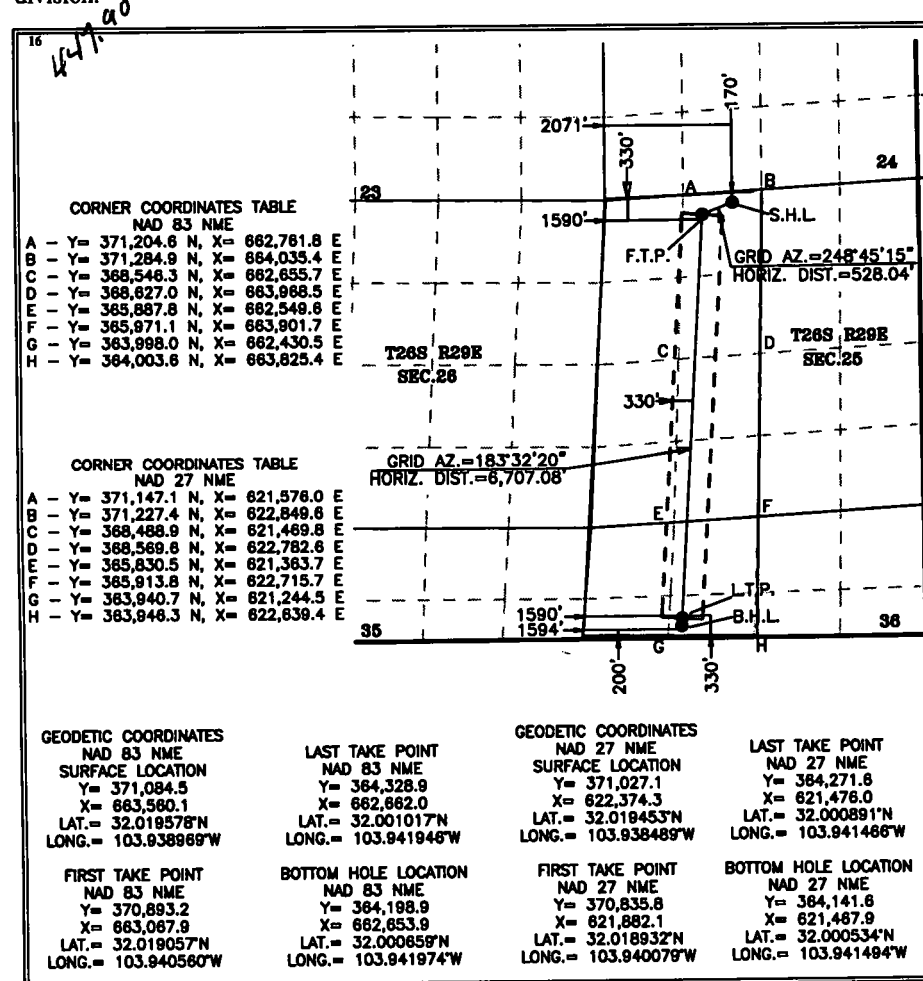 division.
16
447.90
2071'
170'
330'
23
24
A
B
1590'
S.H.L.
F.T.P.
GRID AZ.=248°45'15"
HORIZ. DIST.=528.04'
CORNER COORDINATES TABLE
NAD 83 NME
A - Y= 371,204.6 N, X= 662,761.8 E
B - Y= 371,284.9 N, X= 664,035.4 E
C - Y= 368,546.3 N, X= 662,655.7 E
D - Y= 368,627.0 N, X= 663,968.5 E
E - Y= 365,887.8 N, X= 662,549.6 E
F - Y= 365,971.1 N, X= 663,901.7 E
G - Y= 363,998.0 N, X= 662,430.5 E
H - Y= 364,003.6 N, X= 663,825.4 E
T26S R29E
SEC.26
C
D
T26S R29E
SEC.25
330'
GRID AZ.=183°32'20"
HORIZ. DIST.=6,707.08'
CORNER COORDINATES TABLE
NAD 27 NME
A - Y= 371,147.1 N, X= 621,576.0 E
B - Y= 371,227.4 N, X= 622,849.6 E
C - Y= 368,488.9 N, X= 621,469.8 E
D - Y= 368,569.6 N, X= 622,782.6 E
E - Y= 365,830.5 N, X= 621,363.7 E
F - Y= 365,913.8 N, X= 622,715.7 E
G - Y= 363,940.7 N, X= 621,244.5 E
H - Y= 363,946.3 N, X= 622,639.4 E
E
F
L.T.P.
1590'
B.H.L.
1594'
35
36
G
H
200'
330'
GEODETIC COORDINATES
NAD 83 NME
SURFACE LOCATION
Y= 371,084.5
X= 663,560.1
LAT.= 32.019578°N
LONG.= 103.938969°W
LAST TAKE POINT
NAD 83 NME
Y= 364,328.9
X= 662,662.0
LAT.= 32.001017°N
LONG.= 103.941946°W
GEODETIC COORDINATES
NAD 27 NME
SURFACE LOCATION
Y= 371,027.1
X= 622,374.3
LAT.= 32.019453°N
LONG.= 103.938489°W
LAST TAKE POINT
NAD 27 NME
Y= 364,271.6
X= 621,476.0
LAT.= 32.000891°N
LONG.= 103.941466°W
FIRST TAKE POINT
NAD 83 NME
Y= 370,893.2
X= 663,067.9
LAT.= 32.019057°N
LONG.= 103.940560°W
BOTTOM HOLE LOCATION
NAD 83 NME
Y= 364,198.9
X= 662,653.9
LAT.= 32.000659°N
LONG.= 103.941974°W
FIRST TAKE POINT
NAD 27 NME
Y= 370,835.8
X= 621,882.1
LAT.= 32.018932°N
LONG.= 103.940079°W
BOTTOM HOLE LOCATION
NAD 27 NME
Y= 364,141.6
X= 621,467.9
LAT.= 32.000534°N
LONG.= 103.941494°W